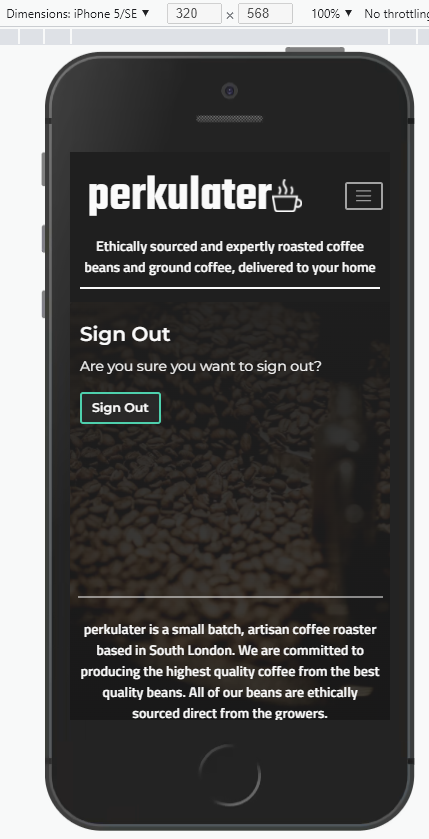 Dimensions: iPhone 5/SE ▼ 320 × 568 100% ▼ No throttling
perkulater
Ethically sourced and expertly roasted coffee
beans and ground coffee, delivered to your home
Sign Out
Are you sure you want to sign out?
Sign Out
perkulater is a small batch, artisan coffee roaster
based in South London. We are committed to
producing the highest quality coffee from the best
quality beans. All of our beans are ethically
sourced direct from the growers.